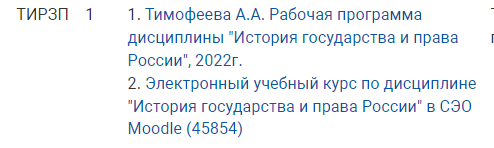 ТИРЗП 1 1. Тимофеева А.А. Рабочая программа
дисциплины "История государства и права
России", 2022г.
2. Электронный учебный курс по дисциплине
"История государства и права России" в СЭО
Moodle (45854)